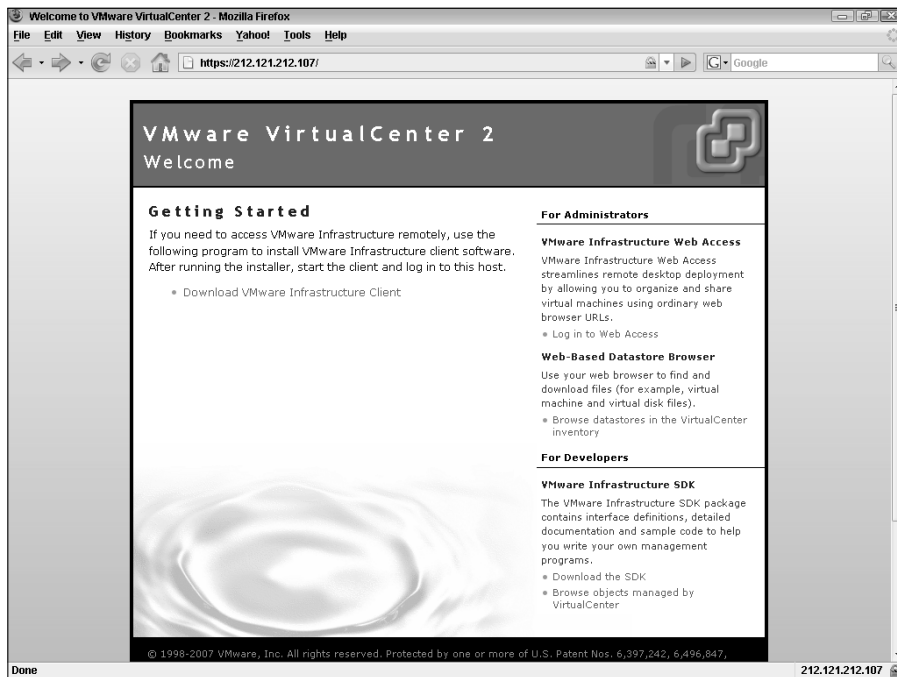 Welcome to VMware VirtualCenter 2 - Mozilla Firefox
File Edit View History Bookmarks Yahoo! Tools Help
https://212.121.212.107/
G Google
VMware VirtualCenter 2
Welcome
Getting Started
If you need to access VMware Infrastructure remotely, use the
following program to install VMware Infrastructure client software.
After running the installer, start the client and log in to this host.
• Download VMware Infrastructure Client
For Administrators
VMware Infrastructure Web Access
VMware Infrastructure Web Access
streamlines remote desktop deployment
by allowing you to organize and share
virtual machines using ordinary web
browser URLs.
• Log in to Web Access
Web-Based Datastore Browser
Use your web browser to find and
download files (for example, virtual
machine and virtual disk files).
• Browse datastores in the VirtualCenter
inventory
For Developers
VMware Infrastructure SDK
The VMware Infrastructure SDK package
contains interface definitions, detailed
documentation and sample code to help
you write your own management
programs.
• Download the SDK
• Browse objects managed by
VirtualCenter
© 1998-2007 VMware, Inc. All rights reserved. Protected by one or more of U.S. Patent Nos. 6,397,242, 6,496,847,
Done
212.121.212.107